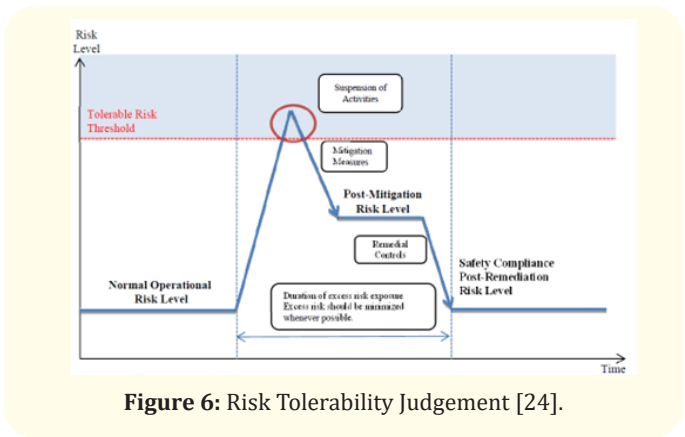 Risk
Level
Suspension of
Activities
Tolerable Risk
Threshold
Mitigation
Measures
Post-Mitigation
Risk Level
Remedial
Controls
Safety Compliance
Post-Remediation
Risk Level
Normal Operational
Risk Level
Duration of excess risk exposure
Excess risk should be minimized
whenever possible.
Time
Figure 6: Risk Tolerability Judgement [24].